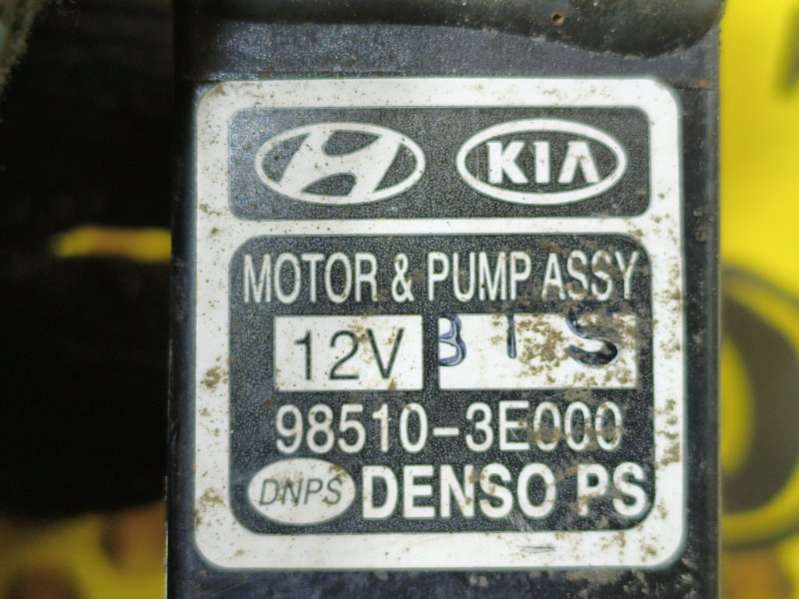 KIA
MOTOR & PUMP ASSY
12V B I S
98510-3E000
DNPS DENSO PS